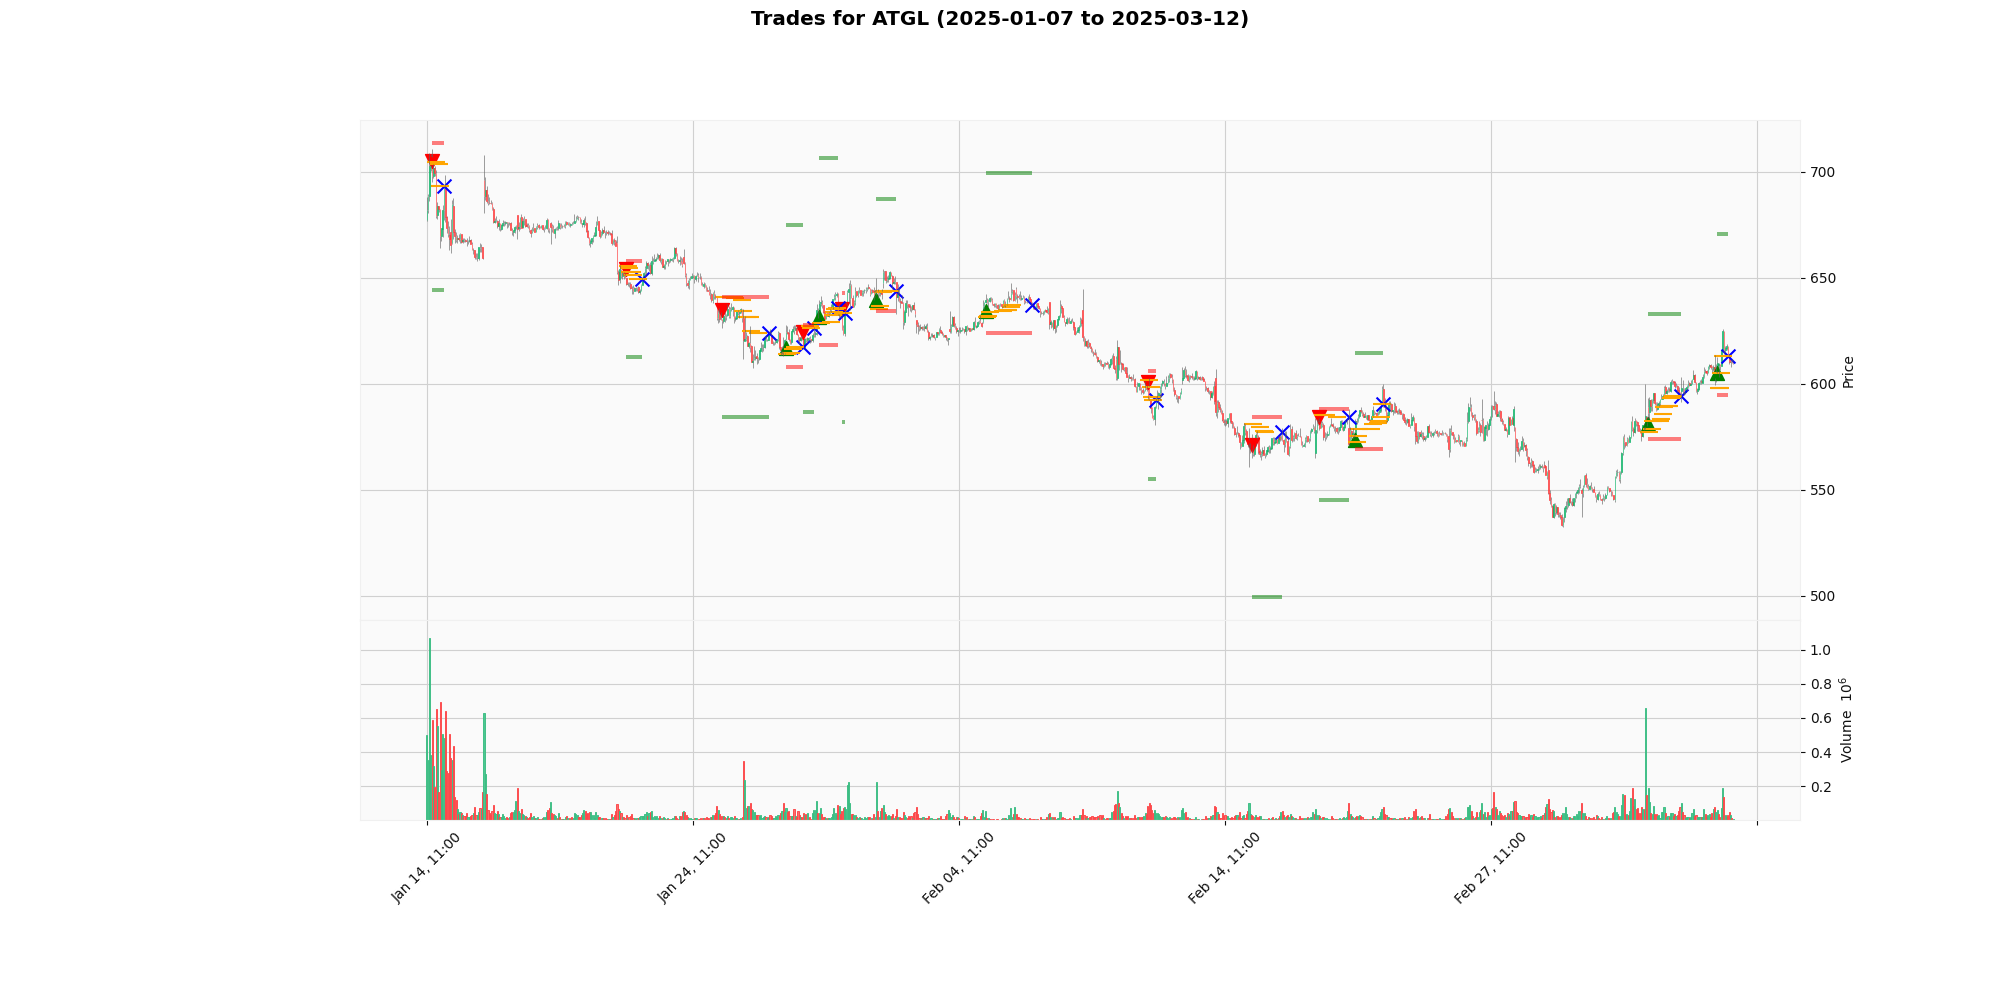 Trades for ATGL (2025-01-07 to 2025-03-12)
700
650
600
550
500
Price
1.0
0.8
0.6
0.4
0.2
Volume 10^6
Jan 14, 11:00
Jan 24, 11:00
Feb 04, 11:00
Feb 14, 11:00
Feb 27, 11:00